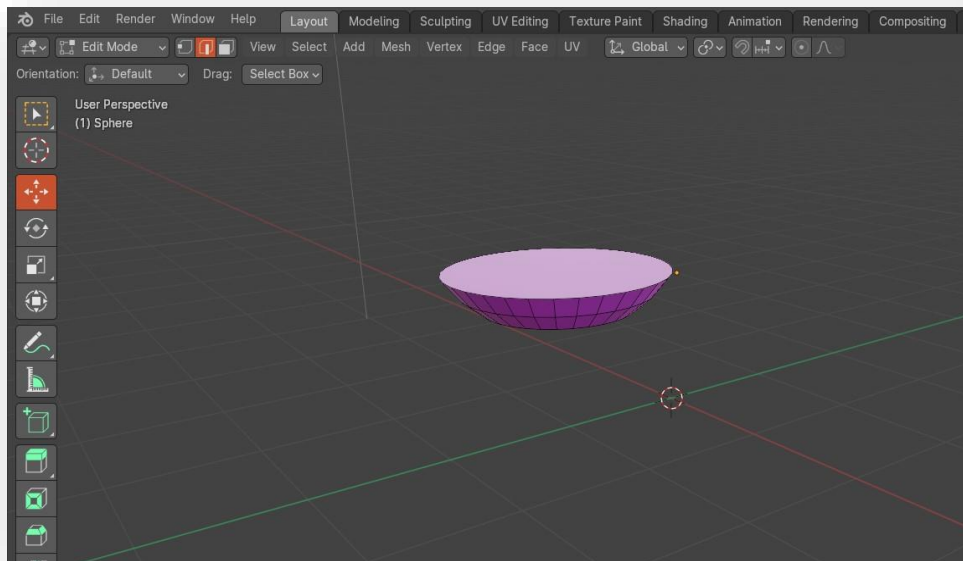 File Edit Render Window Help Layout Modeling Sculpting UV Editing Texture Paint Shading Animation Rendering Compositing
Edit Mode View Select Add Mesh Vertex Edge Face UV Global
Orientation: Default Drag: Select Box
User Perspective
(1) Sphere